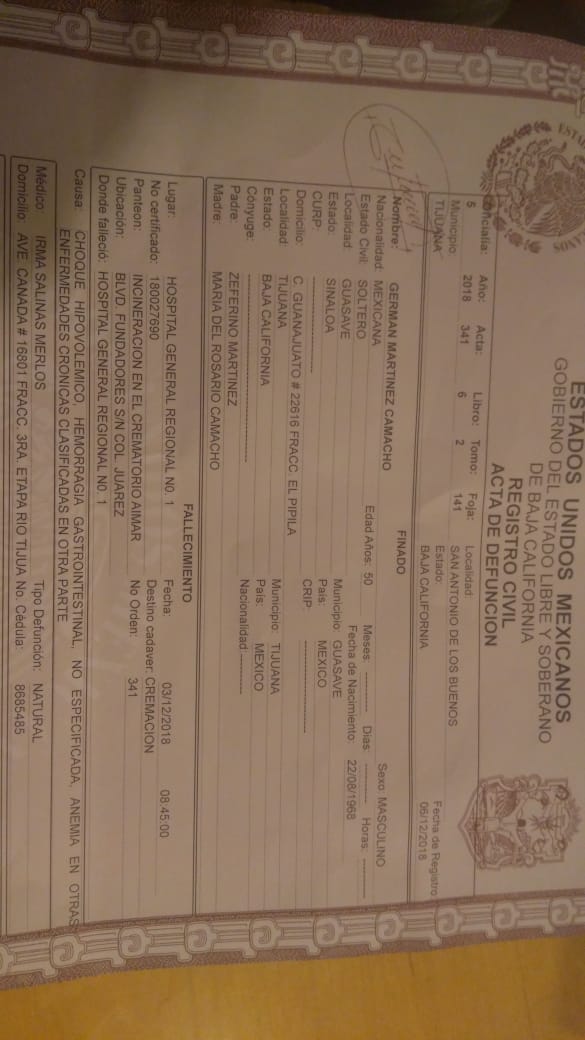 ESTADOS UNIDOS MEXICANOS
GOBIERNO DEL ESTADO LIBRE Y SOBERANO
DE BAJA CALIFORNIA
REGISTRO CIVIL
ACTA DE DEFUNCION
Oficialia: Año: Acta: Libro: Tomo: Foja: Localidad: Fecha de Registro
5 2018 341 6 2 141 SAN ANTONIO DE LOS BUENOS 06/12/2018
Municipio Estado:
TIJUANA BAJA CALIFORNIA
FINADO
Nombre: GERMAN MARTINEZ CAMACHO Sexo: MASCULINO
Nacionalidad: MEXICANA Edad Años: 50 Meses: ---------- Dias: ---------- Horas: ----------
Estado Civil: SOLTERO Fecha de Nacimiento: 22/08/1968
Localidad: GUASAVE Municipio: GUASAVE
Estado: SINALOA País: MEXICO
CURP: ---------- CRIP: ----------
Domicilio: C. GUANAJUATO # 22616 FRACC. EL PIPILA
Localidad: TIJUANA Municipio: TIJUANA
Estado: BAJA CALIFORNIA País: MEXICO
Cónyuge: ---------- Nacionalidad: ----------
Padre: ZEFERINO MARTINEZ
Madre: MARIA DEL ROSARIO CAMACHO
FALLECIMIENTO
Lugar: HOSPITAL GENERAL REGIONAL N0. 1 Fecha: 03/12/2018 08:45:00
No certificado: 180027690 Destino cadaver: CREMACION
Panteon: INCINERACION EN EL CREMATORIO AIMAR No Orden: 341
Ubicación: BLVD. FUNDADORES S/N COL. JUAREZ
Donde falleció: HOSPITAL GENERAL REGIONAL N0. 1
Causa: CHOQUE HIPOVOLEMICO, HEMORRAGIA GASTROINTESTINAL, NO ESPECIFICADA, ANEMIA EN OTRAS
ENFERMEDADES CRONICAS CLASIFICADAS EN OTRA PARTE
Tipo Defunción: NATURAL
Médico: IRMA SALINAS MERLOS
Domicilio: AVE. CANADA # 16801 FRACC. 3RA. ETAPA RIO TIJUA No. Cédula: 8685485